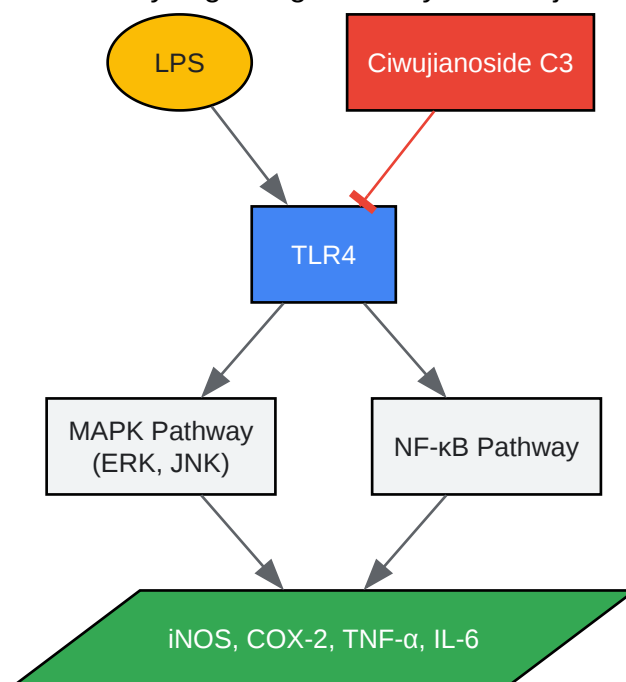 LPS
Ciwujianoside C3
TLR4
MAPK Pathway
(ERK, JNK)
NF-κB Pathway
iNOS, COX-2, TNF-α, IL-6